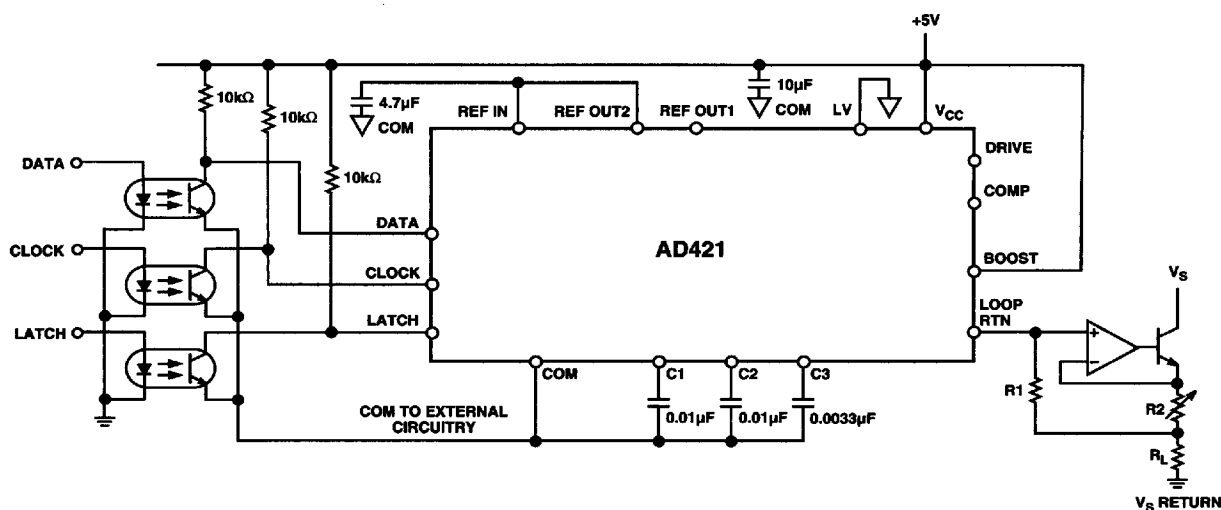 +5V
10kΩ
10kΩ
10kΩ
4.7µF
COM
10µF
COM
REF IN
REF OUT2
REF OUT1
LV
VCC
DATA
CLOCK
LATCH
DATA
CLOCK
LATCH
AD421
DRIVE
COMP
BOOST
LOOP
RTN
VS
+
–
R1
R2
RL
VS RETURN
COM
C1
C2
C3
0.01µF
0.01µF
0.0033µF
COM TO EXTERNAL
CIRCUITRY